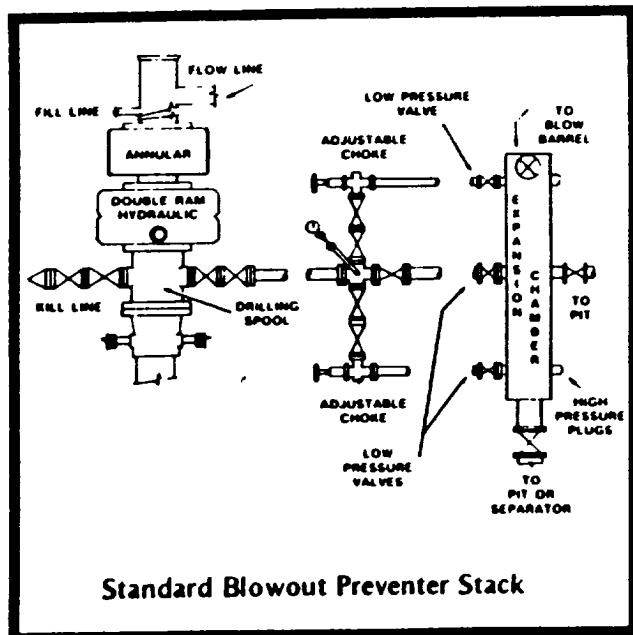 FLOW LINE
FILL LINE
ANNULAR
DOUBLE RAM
HYDRAULIC
KILL LINE
DRILLING
SPOOL
LOW PRESSURE
VALVE
ADJUSTABLE
CHOKE
ADJUSTABLE
CHOKE
LOW
PRESSURE
VALVES
TO
BLOW
BARREL
EXPANSION
CHAMBER
TO
PIT
HIGH
PRESSURE
PLUGS
TO
PIT OR
SEPARATOR
Standard Blowout Preventer Stack